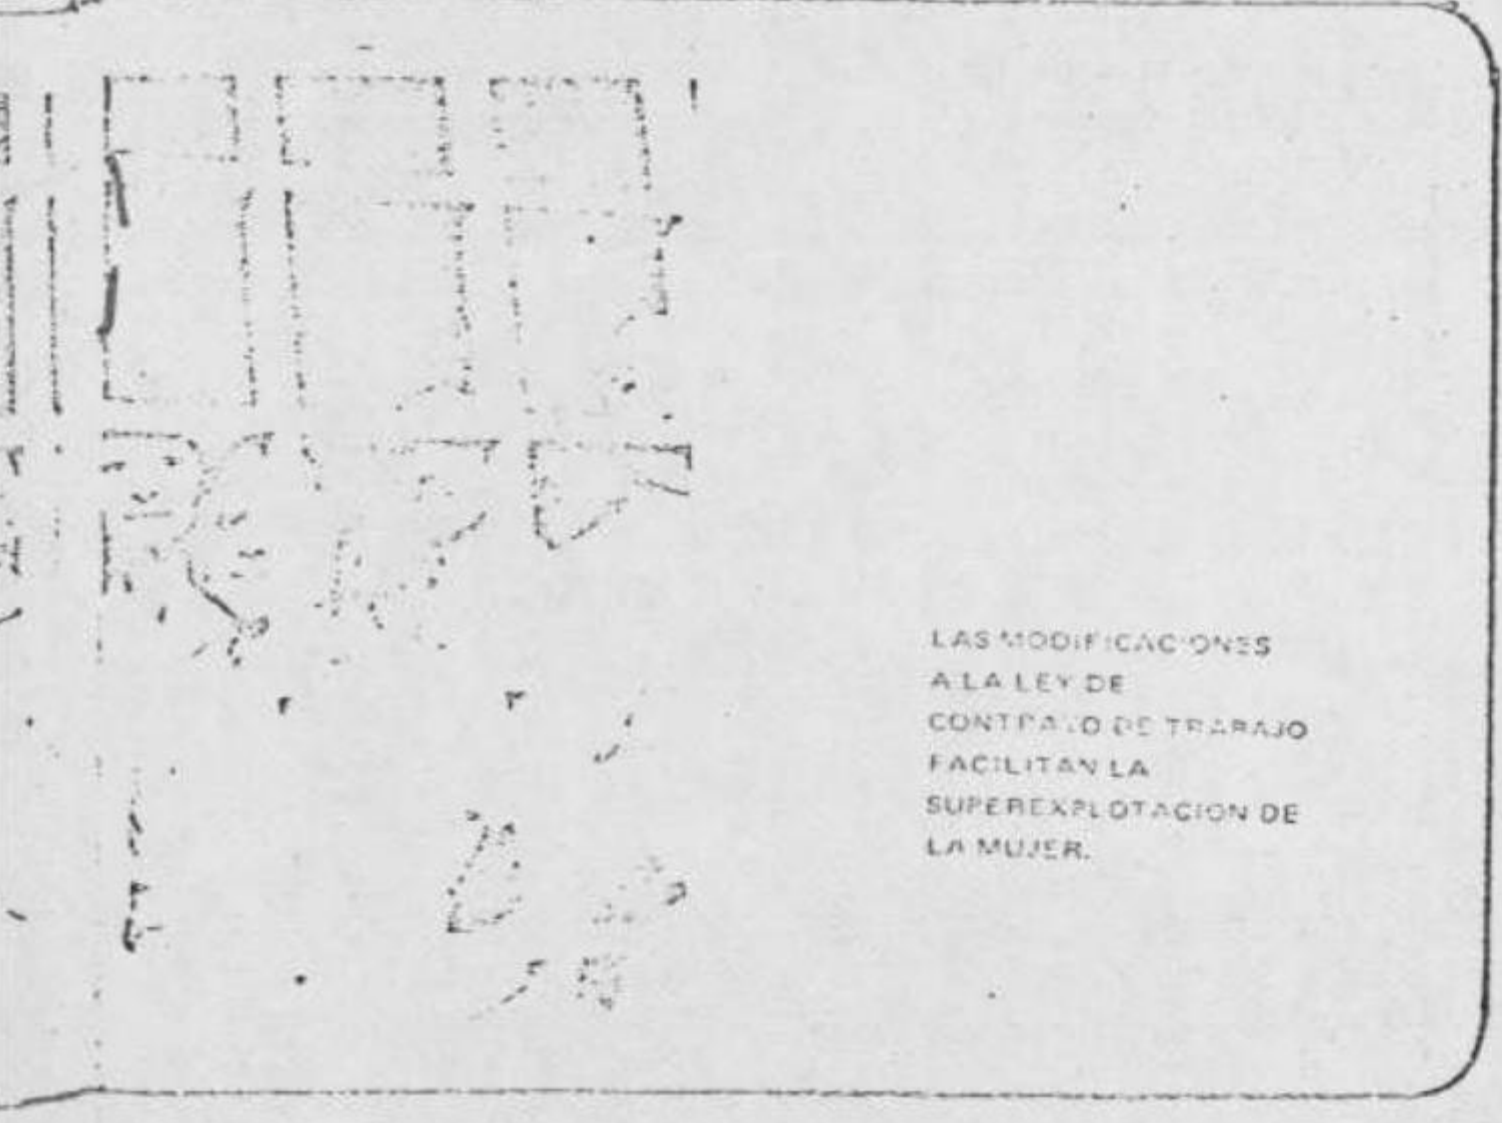 LAS MODIFICACIONES
A LA LEY DE
CONTRATO DE TRABAJO
FACILITAN LA
SUPEREXPLOTACION DE
LA MUJER.